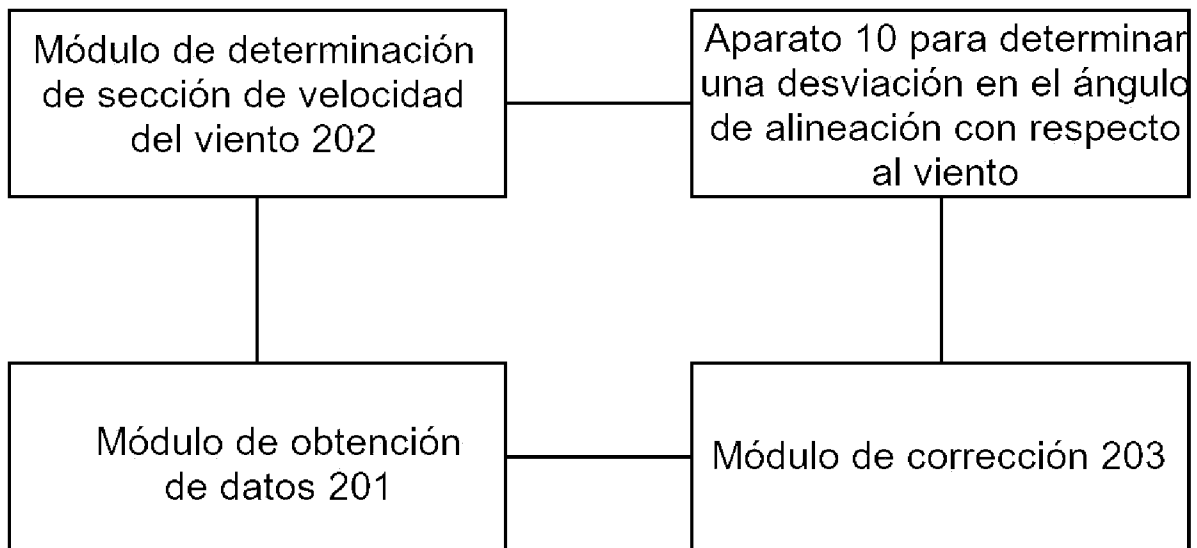 Módulo de determinación
de sección de velocidad
del viento 202
Aparato 10 para determinar
una desviación en el ángulo
de alineación con respecto
al viento
Módulo de obtención
de datos 201
Módulo de corrección 203